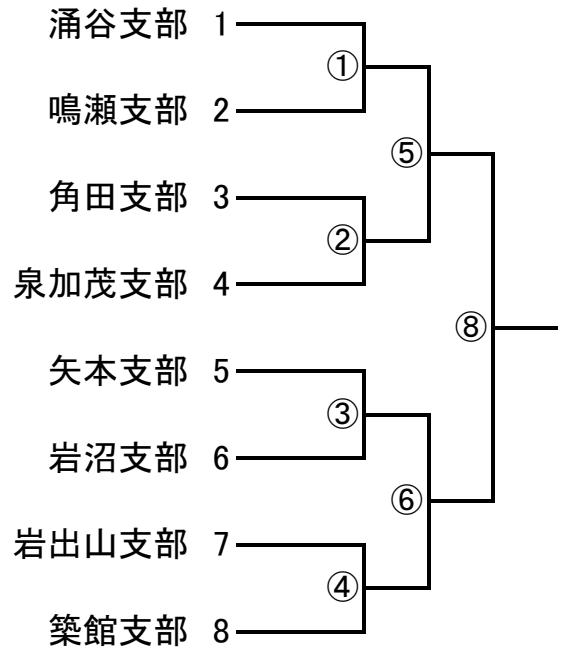 涌谷支部 1
①
鳴瀬支部 2
⑤
角田支部 3
②
泉加茂支部 4
⑧
矢本支部 5
③
岩沼支部 6
⑥
岩出山支部 7
④
築館支部 8